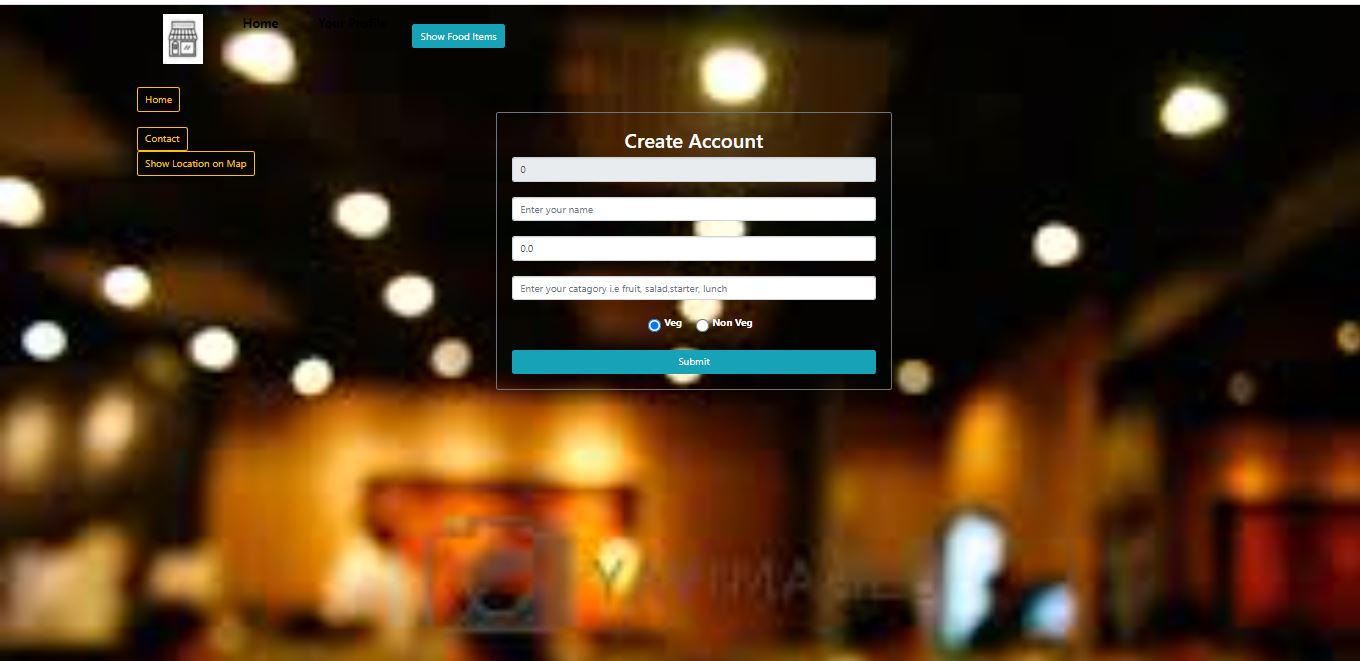 Home Your Profile
Show Food Items
Home
Contact
Show Location on Map
Create Account
0
Enter your name
0.0
Enter your catagory i.e fruit, salad,starter, lunch
Veg Non Veg
Submit